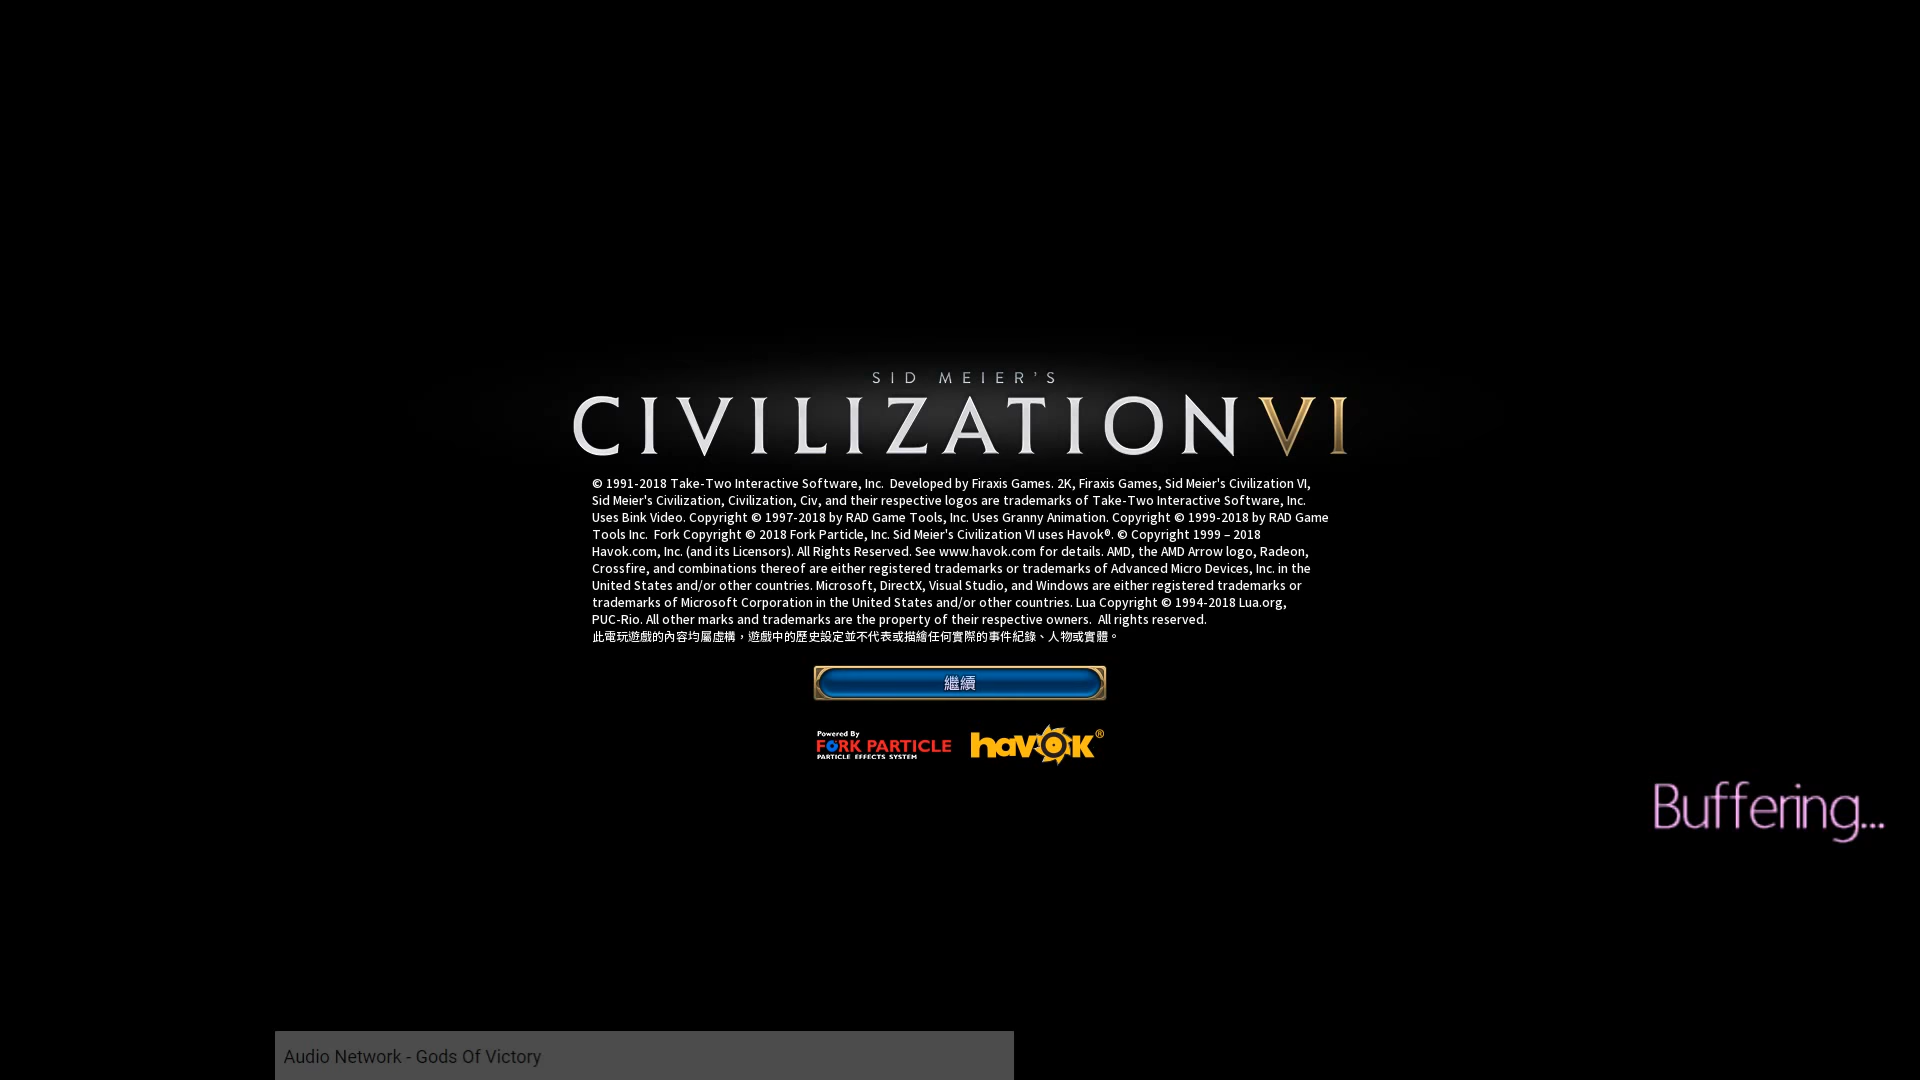 SID MEIER'S
CIVILIZATION VI
© 1991-2018 Take-Two Interactive Software, Inc.  Developed by Firaxis Games. 2K, Firaxis Games, Sid Meier's Civilization VI,
Sid Meier's Civilization, Civilization, Civ, and their respective logos are trademarks of Take-Two Interactive Software, Inc.
Uses Bink Video. Copyright © 1997-2018 by RAD Game Tools, Inc. Uses Granny Animation. Copyright © 1999-2018 by RAD Game
Tools Inc.  Fork Copyright © 2018 Fork Particle, Inc. Sid Meier's Civilization VI uses Havok®. © Copyright 1999 – 2018
Havok.com, Inc. (and its Licensors). All Rights Reserved. See www.havok.com for details. AMD, the AMD Arrow logo, Radeon,
Crossfire, and combinations thereof are either registered trademarks or trademarks of Advanced Micro Devices, Inc. in the
United States and/or other countries. Microsoft, DirectX, Visual Studio, and Windows are either registered trademarks or
trademarks of Microsoft Corporation in the United States and/or other countries. Lua Copyright © 1994-2018 Lua.org,
PUC-Rio. All other marks and trademarks are the property of their respective owners.  All rights reserved.
此電玩遊戲的內容均屬虛構，遊戲中的歷史設定並不代表或描繪任何實際的事件紀錄、人物或實體。
繼續
Powered By
FORK PARTICLE
PARTICLE EFFECTS SYSTEM
havok®
Buffering...
Audio Network - Gods Of Victory